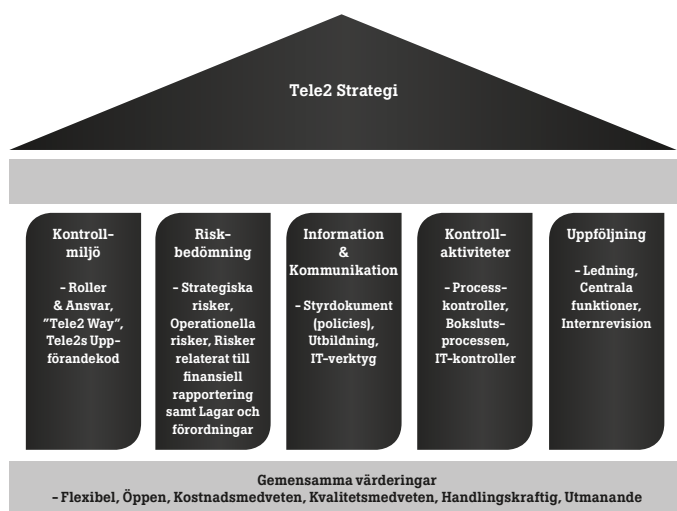 Tele2 Strategi
Kontroll-
miljö
– Roller
& Ansvar,
”Tele2 Way”,
Tele2s Upp-
förandekod
Risk-
bedömning
– Strategiska
risker,
Operationella
risker, Risker
relaterat till
finansiell
rapportering
samt Lagar och
förordningar
Information
&
Kommunikation
– Styrdokument
(policies),
Utbildning,
IT-verktyg
Kontroll-
aktiviteter
– Process-
kontroller,
Boksluts-
processen,
IT-kontroller
Uppföljning
– Ledning,
Centrala
funktioner,
Internrevision
Gemensamma värderingar
– Flexibel, Öppen, Kostnadsmedveten, Kvalitetsmedveten, Handlingskraftig, Utmanande